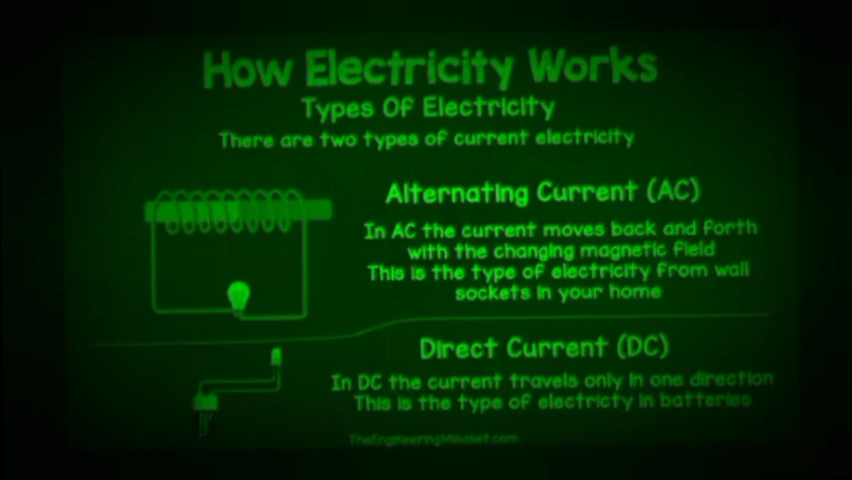 How Electricity Works
Types Of Electricity
There are two types of current electricity
Alternating Current (AC)
In AC the current moves back and forth
with the changing magnetic field
This is the type of electricity from wall
sockets in your home
Direct Current (DC)
In DC the current travels only in one direction
This is the type of electricty in batteries
TheEngineeringMindset.com